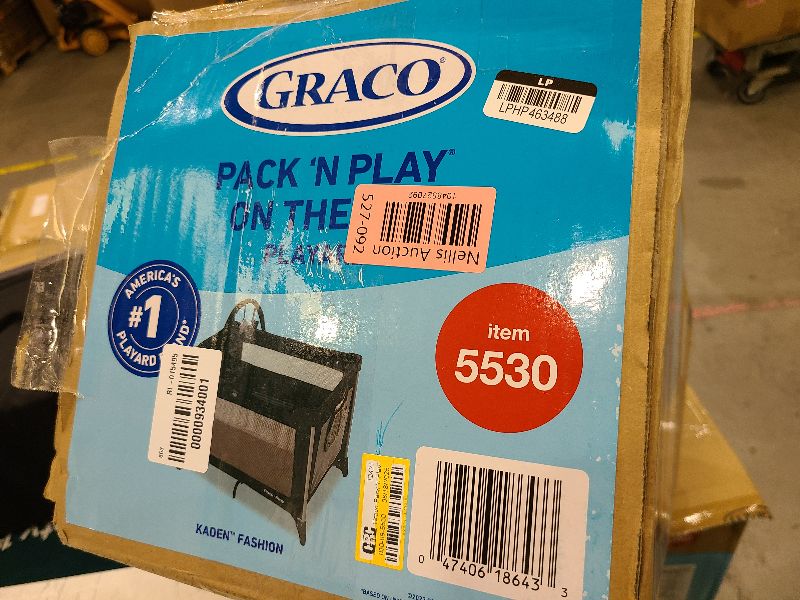 GRACO®
LP
LPHP463488
PACK 'N PLAY®
ON THE
Nellis Auction
527-092
AMERICA'S
#1
PLAYARD
item
5530
0000934001
KADEN™ FASHION
0 47406 18643 3